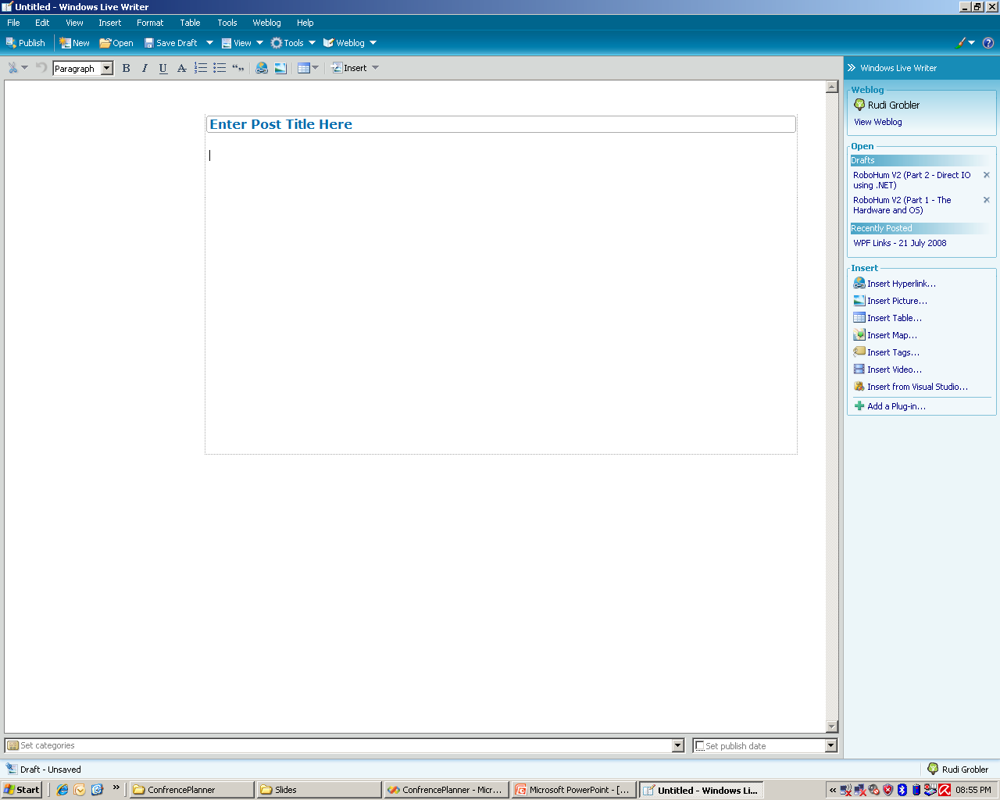 Untitled - Windows Live Writer
File Edit View Insert Format Table Tools Weblog Help
Publish New Open Save Draft View Tools Weblog
Paragraph B I U A Insert
Windows Live Writer
Weblog
Rudi Grobler
View Weblog
Enter Post Title Here
Open
Drafts
RoboHum V2 (Part 2 - Direct IO
using .NET)
RoboHum V2 (Part 1 - The
Hardware and OS)
Recently Posted
WPF Links - 21 July 2008
Insert
Insert Hyperlink...
Insert Picture...
Insert Table...
Insert Map...
Insert Tags...
Insert Video...
Insert from Visual Studio...
Add a Plug-in...
Set categories
Set publish date
Draft - Unsaved
Rudi Grobler
Start ConfrencePlanner Slides ConfrencePlanner - Micr... Microsoft PowerPoint - [... Untitled - Windows Li... 08:55 PM